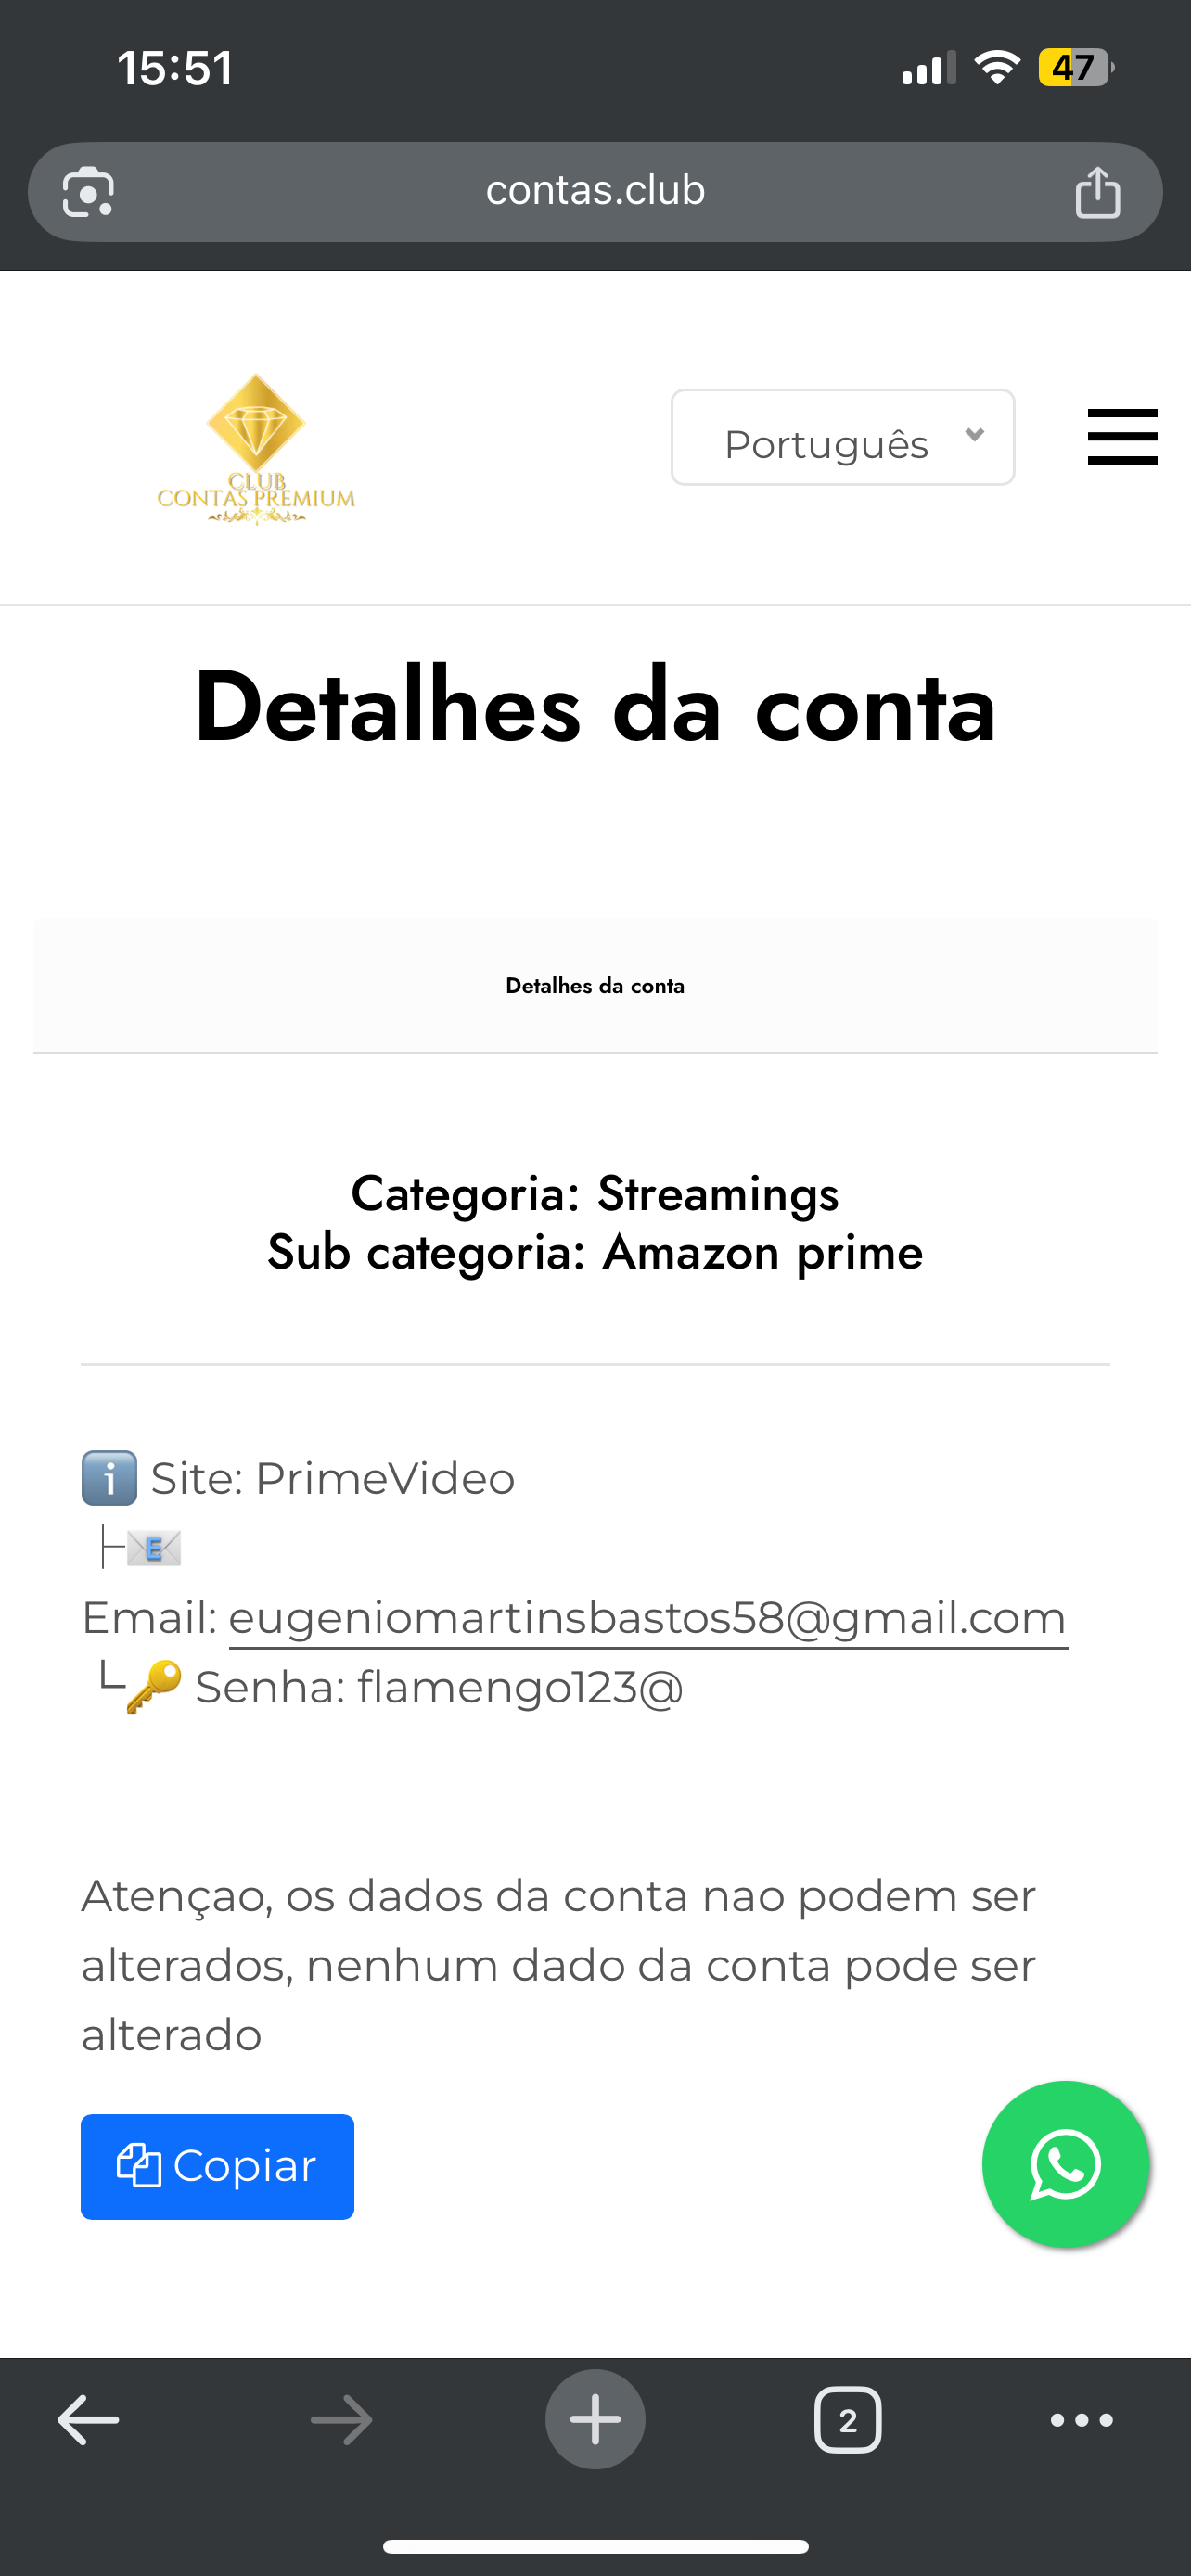 15:51
47
contas.club
CLUB
CONTAS PREMIUM
Português
Detalhes da conta
Detalhes da conta
Categoria: Streamings
Sub categoria: Amazon prime
Site: PrimeVideo
Email: eugeniomartinsbastos58@gmail.com
Senha: flamengo123@
Atençao, os dados da conta nao podem ser
alterados, nenhum dado da conta pode ser
alterado
Copiar
2